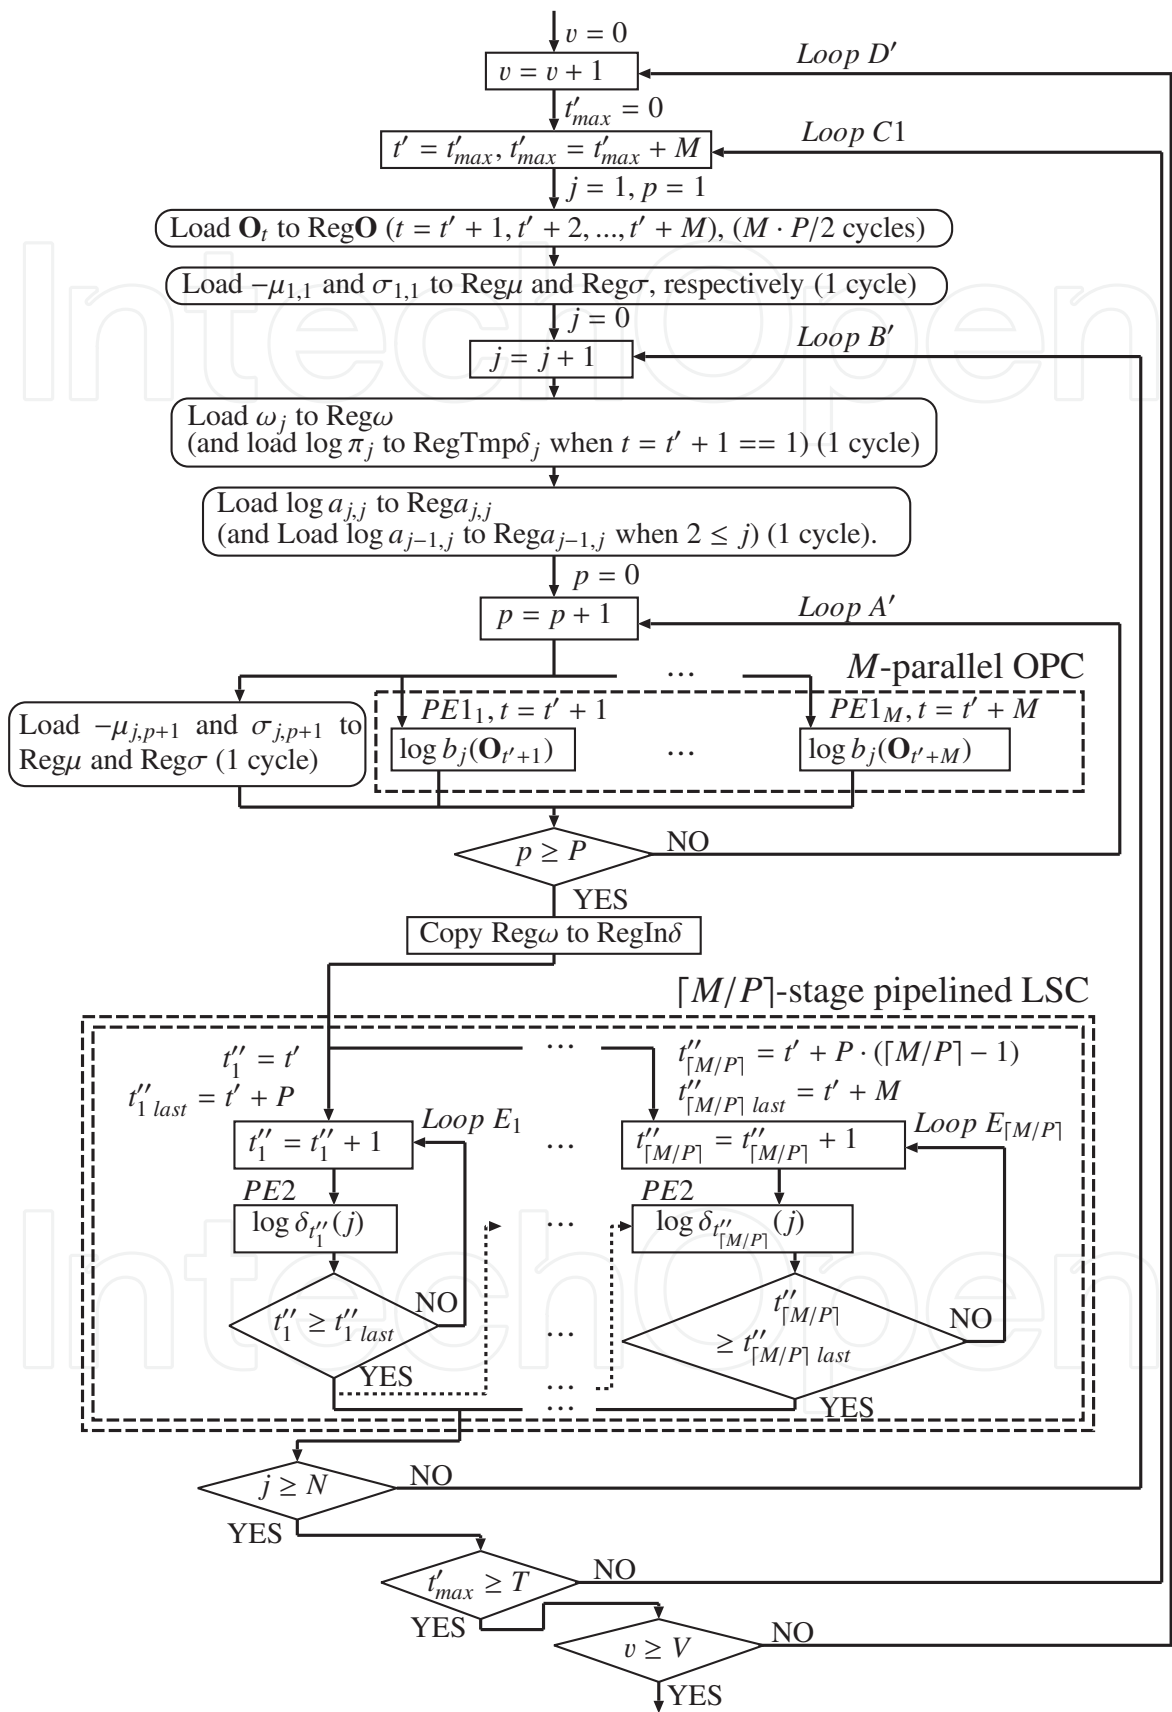 v = 0
Loop D′
v = v + 1
t′max = 0
Loop C1
t′ = t′max, t′max = t′max + M
j = 1, p = 1
Load Ot to RegO (t = t′ + 1, t′ + 2, ..., t′ + M), (M · P/2 cycles)
Load −μ1,1 and σ1,1 to Regμ and Regσ, respectively (1 cycle)
j = 0
Loop B′
j = j + 1
Load ωj to Regω
(and load log πj to RegTmpδj when t = t′ + 1 == 1) (1 cycle)
Load log aj,j to Regaj,j
(and Load log aj−1,j to Regaj−1,j when 2 ≤ j) (1 cycle).
p = 0
Loop A′
p = p + 1
M-parallel OPC
...
PE11, t = t′ + 1
PE1M, t = t′ + M
Load −μj,p+1 and σj,p+1 to
Regμ and Regσ (1 cycle)
log bj(Ot′+1)
...
log bj(Ot′+M)
p ≥ P
NO
YES
Copy Regω to RegInδ
⌈M/P⌉-stage pipelined LSC
t″1 = t′
...
t″⌈M/P⌉ = t′ + P · (⌈M/P⌉ − 1)
t″1 last = t′ + P
t″⌈M/P⌉ last = t′ + M
Loop E1
Loop E⌈M/P⌉
t″1 = t″1 + 1
...
t″⌈M/P⌉ = t″⌈M/P⌉ + 1
PE2
PE2
log δt″1(j)
...
log δt″⌈M/P⌉(j)
t″1 ≥ t″1 last
NO
...
t″⌈M/P⌉
≥ t″⌈M/P⌉ last
NO
YES
...
...
YES
j ≥ N
NO
YES
t′max ≥ T
NO
YES
v ≥ V
NO
YES
IntechOpen
IntechOpen